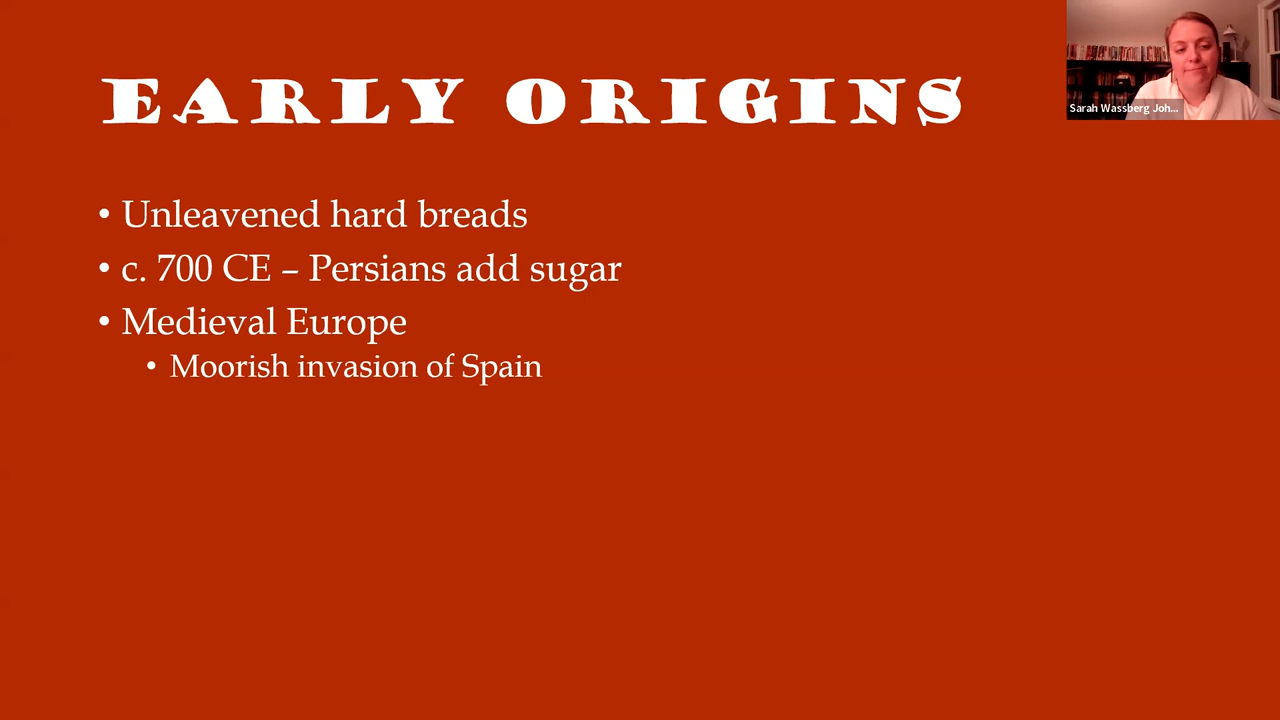 EARLY ORIGINS
• Unleavened hard breads
• c. 700 CE – Persians add sugar
• Medieval Europe
• Moorish invasion of Spain
Sarah Wassberg Joh...